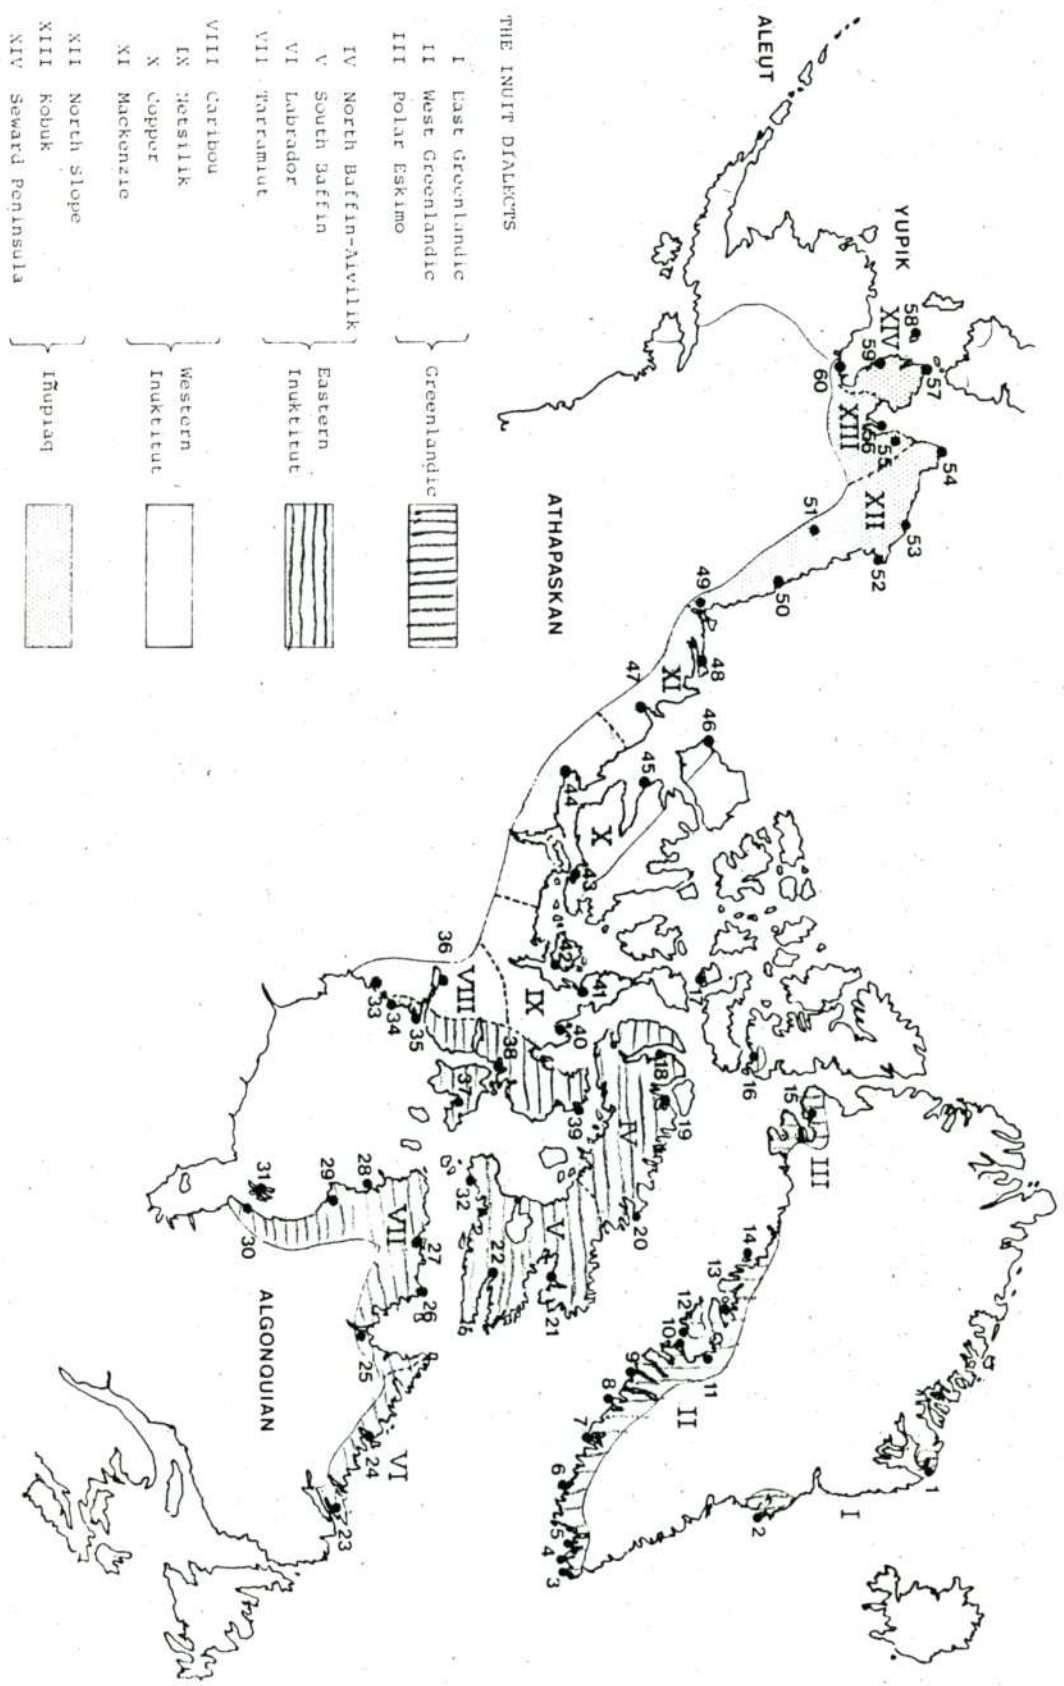 THE INUIT DIALECTS
I East Greenlandic
II West Greenlandic
III Polar Eskimo
Greenlandic
IV North Baffin-Aivilik
V South Baffin
VI Labrador
VII Tarramiut
Eastern
Inuktitut
VIII Caribou
IX Netsilik
X Copper
XI Mackenzie
Western
Inuktitut
XII North Slope
XIII Kobuk
XIV Seward Peninsula
Iñupiaq
ALEUT
YUPIK
ATHAPASKAN
ALGONQUIAN
I
II
III
IV
V
VI
VII
VIII
IX
X
XI
XII
XIII
XIV
1
2
3
4
5
6
7
8
9
10
11
12
13
14
15
16
17
18
19
20
21
22
23
24
25
26
27
28
29
30
31
32
33
34
35
36
37
38
39
40
41
42
43
44
45
46
47
48
49
50
51
52
53
54
55
56
57
58
59
60